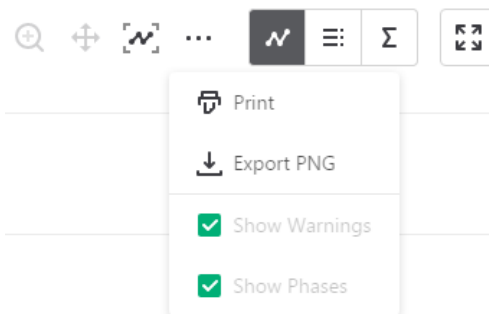 Σ
Print
Export PNG
Show Warnings
Show Phases